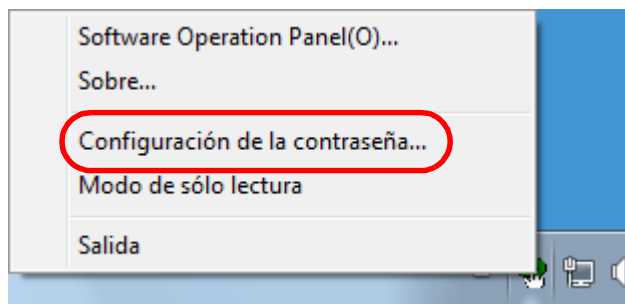 Software Operation Panel(O)...
Sobre...
Configuración de la contraseña...
Modo de sólo lectura
Salida